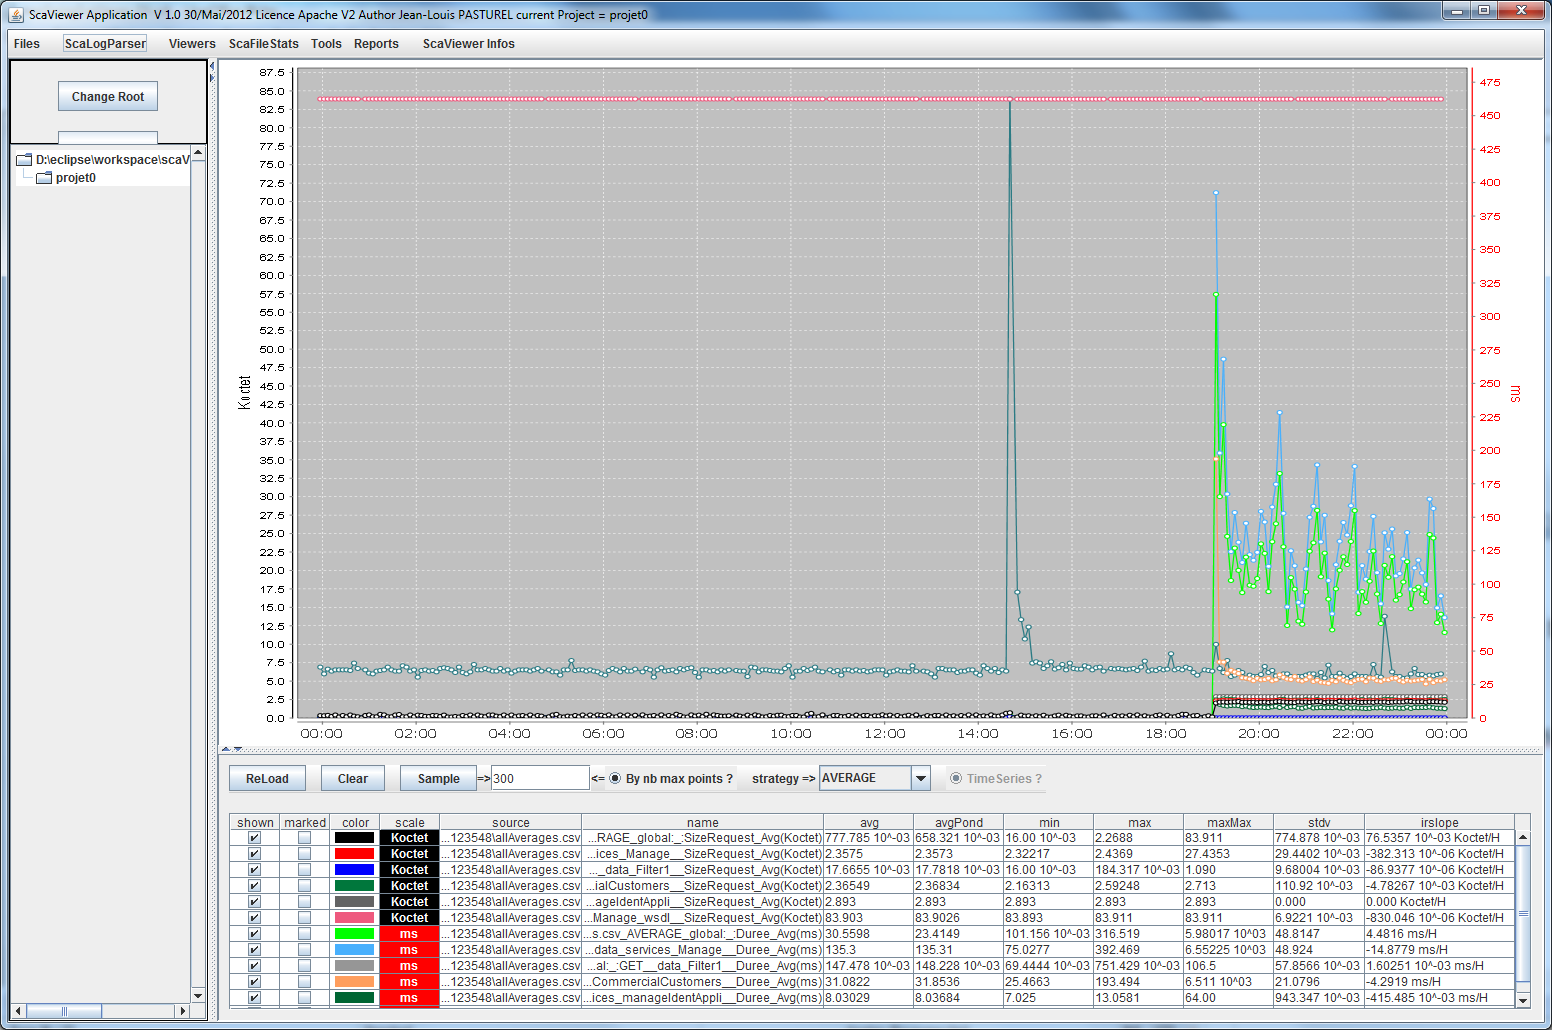 ScaViewer Application  V 1.0 30/Mai/2012 Licence Apache V2 Author Jean-Louis PASTUREL current Project = projet0
Files ScaLogParser Viewers ScaFileStats Tools Reports ScaViewer Infos
Change Root
D:\eclipse\workspace\scaV
projet0
87.5
85.0
82.5
80.0
77.5
75.0
72.5
70.0
67.5
65.0
62.5
60.0
57.5
55.0
52.5
50.0
47.5
45.0
42.5
40.0
37.5
35.0
32.5
30.0
27.5
25.0
22.5
20.0
17.5
15.0
12.5
10.0
7.5
5.0
2.5
0.0
Koctet
475
450
425
400
375
350
325
300
275
250
225
200
175
150
125
100
75
50
25
0
ms
00:00 02:00 04:00 06:00 08:00 10:00 12:00 14:00 16:00 18:00 20:00 22:00 00:00
ReLoad Clear Sample => 300 <= By nb max points ? strategy => AVERAGE TimeSeries ?
shown marked color scale source name avg avgPond min max maxMax stdv irslope
Koctet ...123548\allAverages.csv ...RAGE_global:_:SizeRequest_Avg(Koctet) 777.785 10^-03 658.321 10^-03 16.00 10^-03 2.2688 83.911 774.878 10^-03 76.5357 10^-03 Koctet/H
Koctet ...123548\allAverages.csv ...ices_Manage__SizeRequest_Avg(Koctet) 2.3575 2.3573 2.32217 2.4369 27.4353 29.4402 10^-03 -382.313 10^-06 Koctet/H
Koctet ...123548\allAverages.csv ..._data_Filter1__SizeRequest_Avg(Koctet) 17.6655 10^-03 17.7818 10^-03 16.00 10^-03 184.317 10^-03 1.090 9.68004 10^-03 -86.9377 10^-06 Koctet/H
Koctet ...123548\allAverages.csv ...ialCustomers__SizeRequest_Avg(Koctet) 2.36549 2.36834 2.16313 2.59248 2.713 110.92 10^-03 -4.78267 10^-03 Koctet/H
Koctet ...123548\allAverages.csv ...ageIdenfAppli__SizeRequest_Avg(Koctet) 2.893 2.893 2.893 2.893 2.893 0.000 0.000 Koctet/H
Koctet ...123548\allAverages.csv ...Manage_wsdl__SizeRequest_Avg(Koctet) 83.903 83.9026 83.893 83.911 83.911 6.9221 10^-03 -830.046 10^-06 Koctet/H
ms ...123548\allAverages.csv ...s.csv_AVERAGE_global:_:Duree_Avg(ms) 30.5598 23.4149 101.156 10^-03 316.519 5.98017 10^03 48.8147 4.4816 ms/H
ms ...123548\allAverages.csv ...data_services_Manage__Duree_Avg(ms) 135.3 135.31 75.0277 392.469 6.55225 10^03 48.924 -14.8779 ms/H
ms ...123548\allAverages.csv ...al:_:GET__data_Filter1__Duree_Avg(ms) 147.478 10^-03 148.228 10^-03 69.4444 10^-03 751.429 10^-03 106.5 57.8566 10^-03 1.60251 10^-03 ms/H
ms ...123548\allAverages.csv ...CommercialCustomers__Duree_Avg(ms) 31.0822 31.8536 25.4663 193.494 6.511 10^03 21.0796 -4.2919 ms/H
ms ...123548\allAverages.csv ...ices_manageIdentAppli__Duree_Avg(ms) 8.03029 8.03684 7.025 13.0581 64.00 943.347 10^-03 -415.485 10^-03 ms/H